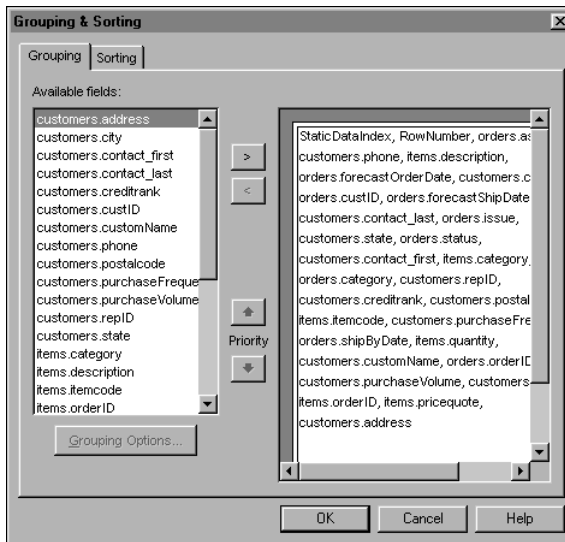 Grouping & Sorting
Grouping
Sorting
Available fields:
customers.address
customers.city
customers.contact_first
customers.contact_last
customers.creditrank
customers.custID
customers.customName
customers.phone
customers.postalcode
customers.purchaseFreque
customers.purchaseVolume
customers.repID
customers.state
items.category
items.description
items.itemcode
items.orderID
Grouping Options...
>
<
Priority
StaticDataIndex, RowNumber, orders.as
customers.phone, items.description,
orders.forecastOrderDate, customers.c
orders.custID, orders.forecastShipDate
customers.contact_last, orders.issue,
customers.state, orders.status,
customers.contact_first, items.category,
orders.category, customers.repID,
customers.creditrank, customers.postal
items.itemcode, customers.purchaseFre
orders.shipByDate, items.quantity,
customers.customName, orders.orderID
customers.purchaseVolume, customers
items.orderID, items.pricequote,
customers.address
OK
Cancel
Help